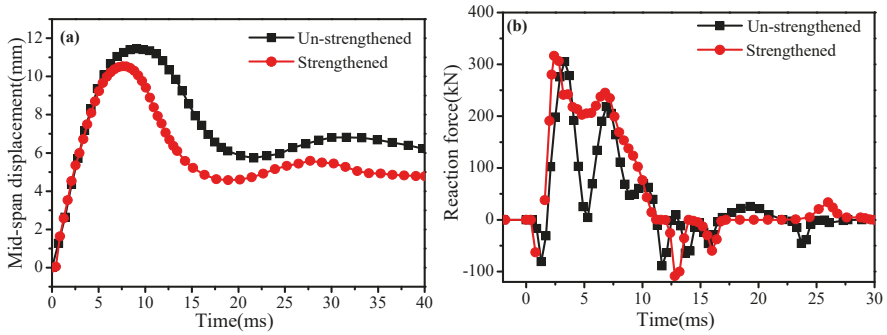 (a)
Un-strengthened
Strengthened
Mid-span displacement(mm)
12
10
8
6
4
2
0
0 5 10 15 20 25 30 35 40
Time(ms)
(b)
Un-strengthened
Strengthened
Reaction force(kN)
400
300
200
100
0
-100
0 5 10 15 20 25 30
Time(ms)